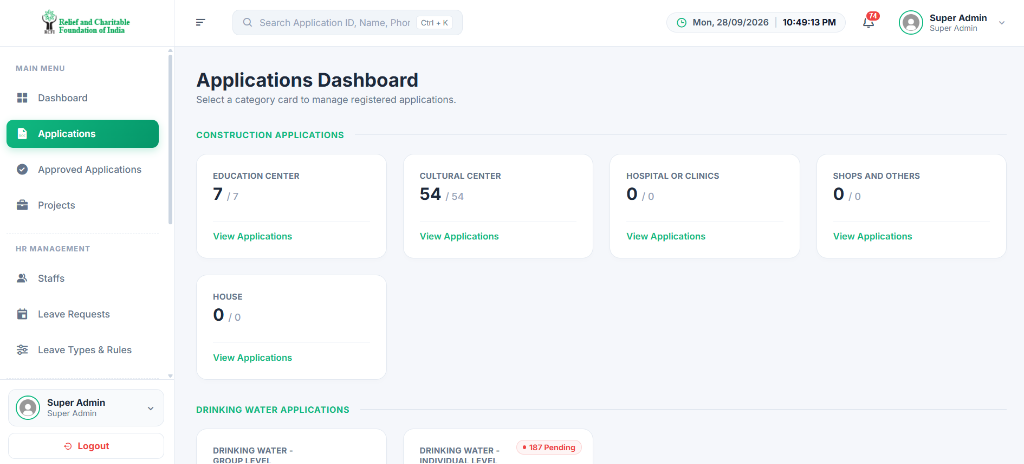 Relief and Charitable
Foundation of India
RCFI
Search Application ID, Name, Phor
Ctrl + K
Mon, 28/09/2026 | 10:49:13 PM
74
Super Admin
Super Admin
MAIN MENU
Dashboard
Applications
Approved Applications
Projects
HR MANAGEMENT
Staffs
Leave Requests
Leave Types & Rules
Super Admin
Super Admin
Logout
Applications Dashboard
Select a category card to manage registered applications.
CONSTRUCTION APPLICATIONS
EDUCATION CENTER
7 / 7
View Applications
CULTURAL CENTER
54 / 54
View Applications
HOSPITAL OR CLINICS
0 / 0
View Applications
SHOPS AND OTHERS
0 / 0
View Applications
HOUSE
0 / 0
View Applications
DRINKING WATER APPLICATIONS
DRINKING WATER -
GROUP LEVEL
DRINKING WATER -
INDIVIDUAL LEVEL
187 Pending